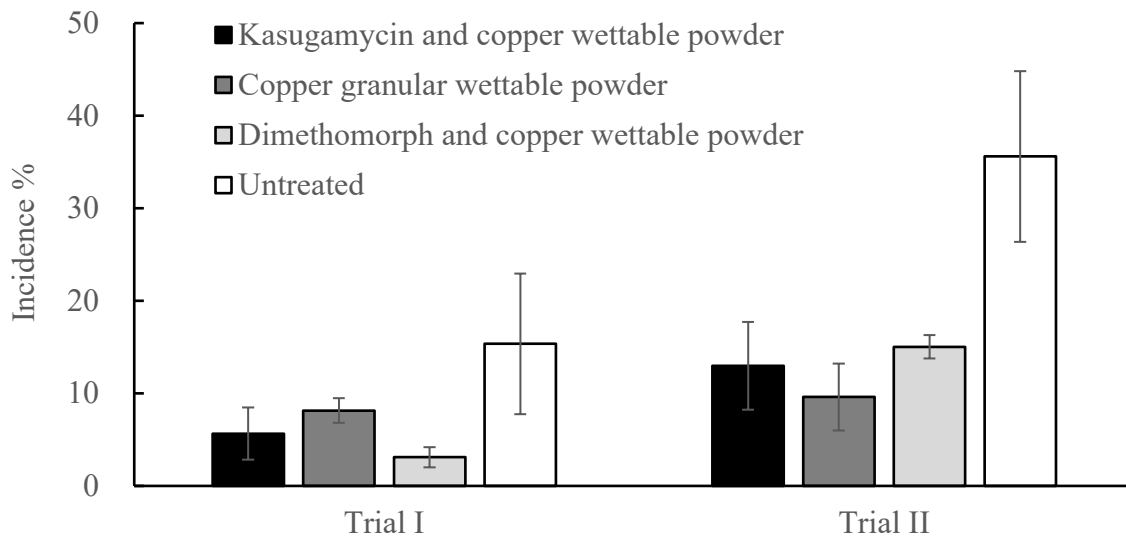 50
40
30
20
10
0
Incidence %
Kasugamycin and copper wettable powder
Copper granular wettable powder
Dimethomorph and copper wettable powder
Untreated
Trial I
Trial II